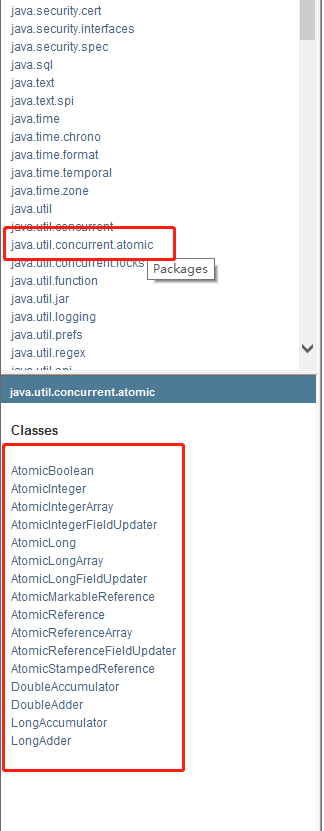 java.security.cert
java.security.interfaces
java.security.spec
java.sql
java.text
java.text.spi
java.time
java.time.chrono
java.time.format
java.time.temporal
java.time.zone
java.util
java.util.concurrent
java.util.concurrent.atomic
java.util.concurrent.locks
Packages
java.util.function
java.util.jar
java.util.logging
java.util.prefs
java.util.regex
java.util.spi
java.util.concurrent.atomic
Classes
AtomicBoolean
AtomicInteger
AtomicIntegerArray
AtomicIntegerFieldUpdater
AtomicLong
AtomicLongArray
AtomicLongFieldUpdater
AtomicMarkableReference
AtomicReference
AtomicReferenceArray
AtomicReferenceFieldUpdater
AtomicStampedReference
DoubleAccumulator
DoubleAdder
LongAccumulator
LongAdder